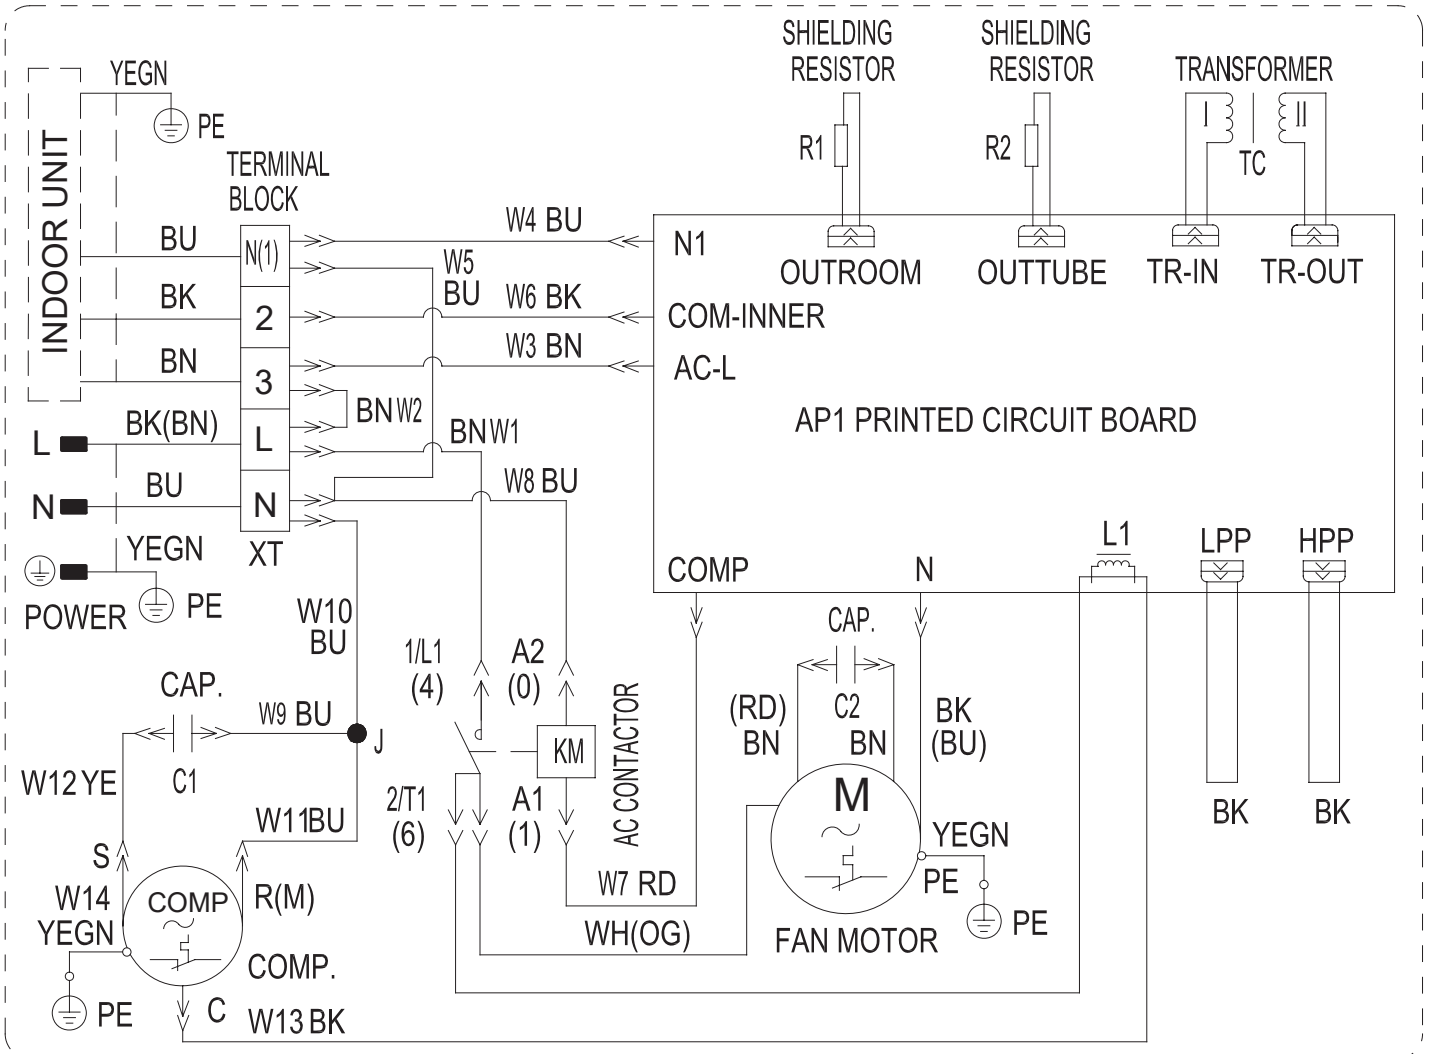 YEGN
PE
INDOOR UNIT
TERMINAL
BLOCK
BU
BK
BN
N(1)
2
3
L
N
XT
L
BK(BN)
N
BU
YEGN
PE
POWER
W4 BU
W5
BU
W6 BK
W3 BN
BN W2
BN W1
W8 BU
SHIELDING
RESISTOR
R1
OUTROOM
SHIELDING
RESISTOR
R2
OUTTUBE
TRANSFORMER
I
II
TC
TR-IN
TR-OUT
N1
COM-INNER
AC-L
AP1 PRINTED CIRCUIT BOARD
COMP
N
L1
LPP
HPP
BK
BK
W10
BU
CAP.
C1
W9 BU
J
W12 YE
W11BU
S
R(M)
W14
YEGN
PE
COMP
COMP.
C
W13 BK
1/L1
(4)
A2
(0)
KM
AC CONTACTOR
2/T1
(6)
A1
(1)
W7 RD
WH(OG)
CAP.
C2
(RD)
BN
BN
BK
(BU)
M
YEGN
PE
PE
FAN MOTOR